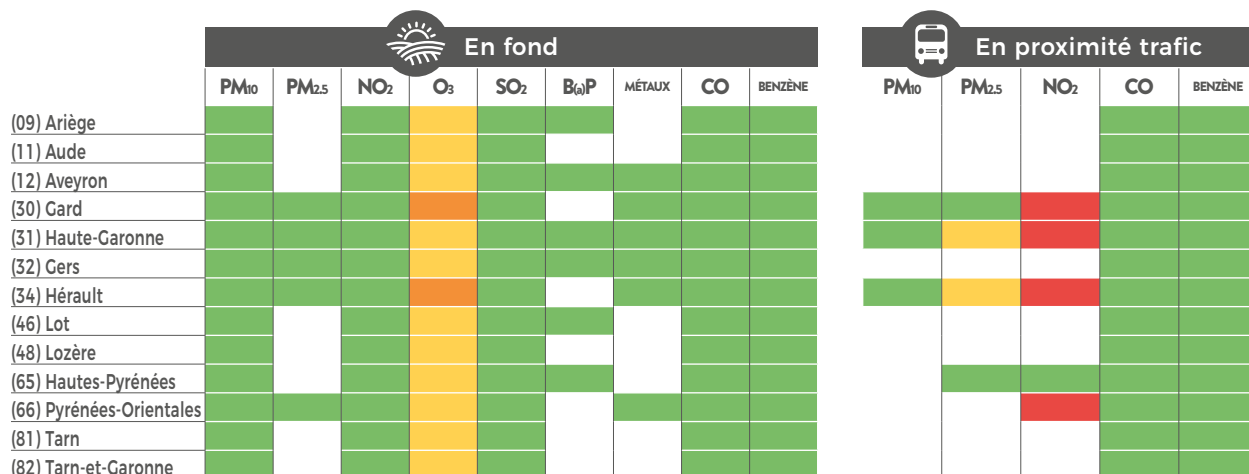 En fond En proximité trafic
PM10 PM2.5 NO2 O3 SO2 B(a)P MÉTAUX CO BENZÈNE PM10 PM2.5 NO2 CO BENZÈNE
(09) Ariège
(11) Aude
(12) Aveyron
(30) Gard
(31) Haute-Garonne
(32) Gers
(34) Hérault
(46) Lot
(48) Lozère
(65) Hautes-Pyrénées
(66) Pyrénées-Orientales
(81) Tarn
(82) Tarn-et-Garonne